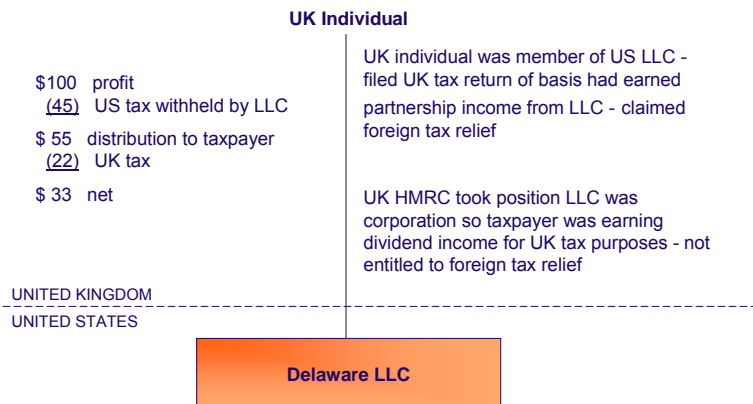 UK Individual
$100 profit
(45) US tax withheld by LLC
$ 55 distribution to taxpayer
(22) UK tax
$ 33 net
UK individual was member of US LLC -
filed UK tax return of basis had earned
partnership income from LLC - claimed
foreign tax relief
UK HMRC took position LLC was
corporation so taxpayer was earning
dividend income for UK tax purposes - not
entitled to foreign tax relief
UNITED KINGDOM
UNITED STATES
Delaware LLC